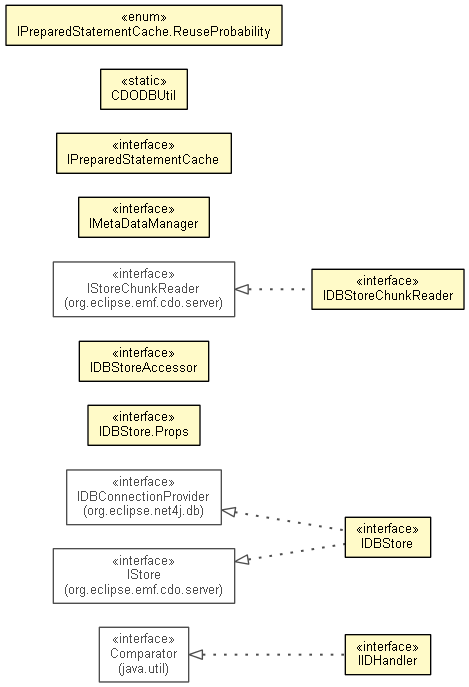 «enum»
IPreparedStatementCache.ReuseProbability
«static»
CDODBUtil
«interface»
IPreparedStatementCache
«interface»
IMetaDataManager
«interface»
IStoreChunkReader
(org.eclipse.emf.cdo.server)
«interface»
IDBStoreChunkReader
«interface»
IDBStoreAccessor
«interface»
IDBStore.Props
«interface»
IDBConnectionProvider
(org.eclipse.net4j.db)
«interface»
IDBStore
«interface»
IStore
(org.eclipse.emf.cdo.server)
«interface»
Comparator
(java.util)
«interface»
IIDHandler